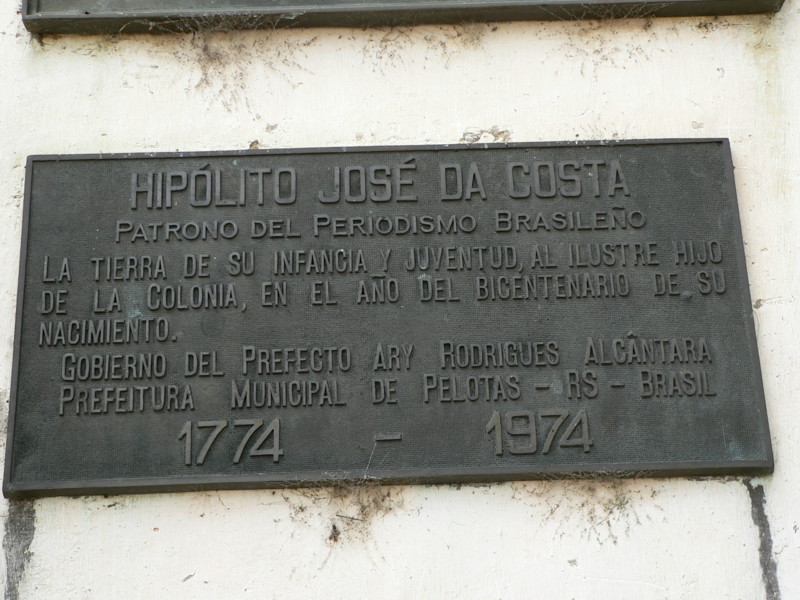 HIPÓLITO JOSÉ DA COSTA
PATRONO DEL PERIODISMO BRASILEÑO
LA TIERRA DE SU INFANCIA Y JUVENTUD, AL ILUSTRE HIJO
DE LA COLONIA, EN EL AÑO DEL BICENTENARIO DE SU
NACIMIENTO.
GOBIERNO DEL PREFECTO ARY RODRIGUES ALCÂNTARA
PREFEITURA MUNICIPAL DE PELOTAS - RS - BRASIL
1774 - 1974